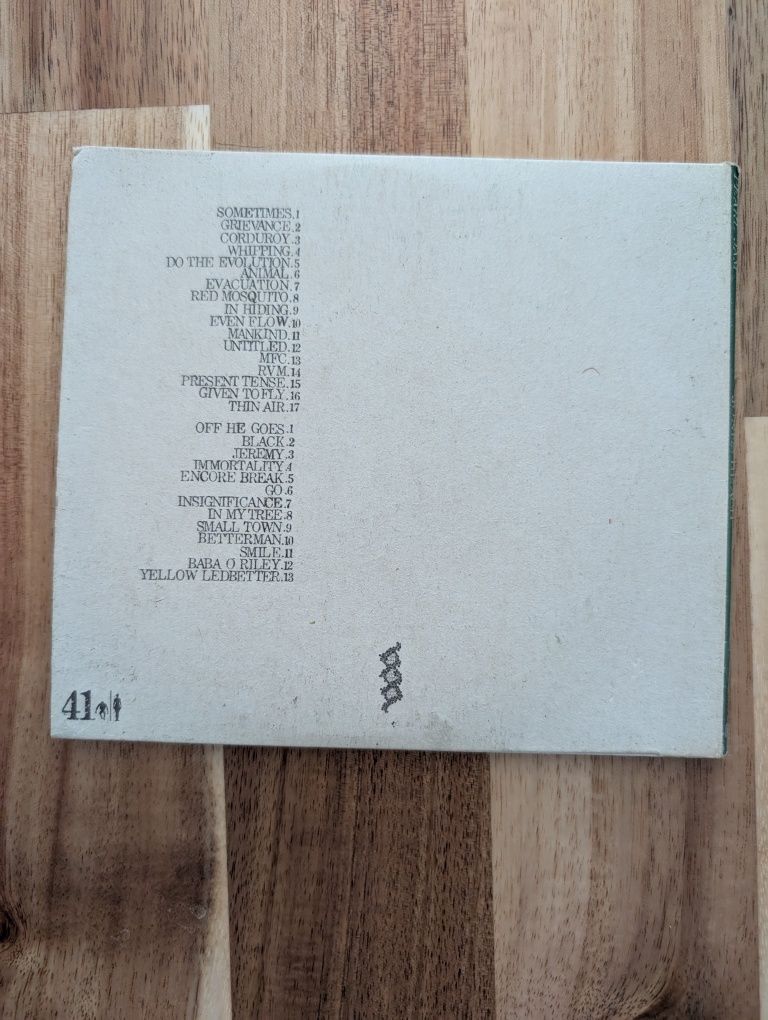 SOMETIMES.1
GRIEVANCE.2
CORDUROY.3
WHIPPING.4
DO THE EVOLUTION.5
ANIMAL.6
EVACUATION.7
RED MOSQUITO.8
IN HIDING.9
EVEN FLOW.10
MANKIND.11
UNTITLED.12
MFC.13
RVM.14
PRESENT TENSE.15
GIVEN TO FLY.16
THIN AIR.17
OFF HE GOES.1
BLACK.2
JEREMY.3
IMMORTALITY.4
ENCORE BREAK.5
GO.6
INSIGNIFICANCE.7
IN MY TREE.8
SMALL TOWN.9
BETTERMAN.10
SMILE.11
BABA O'RILEY.12
YELLOW LEDBETTER.13
41